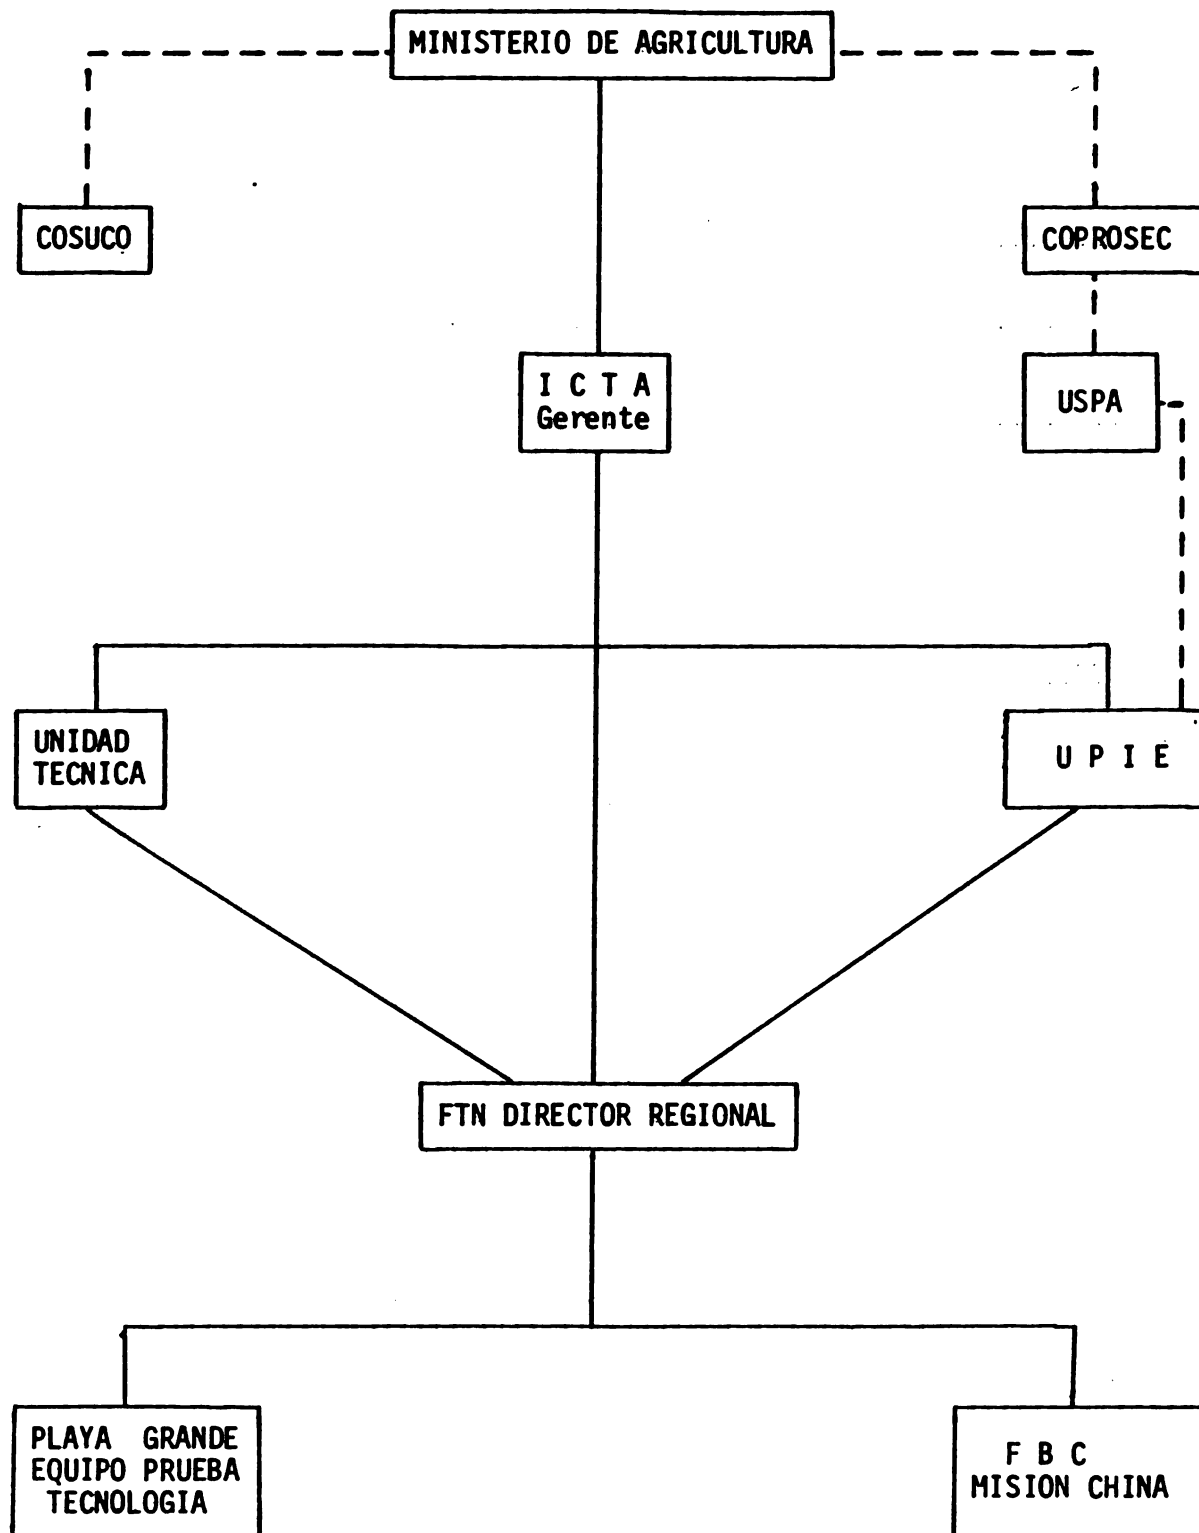 MINISTERIO DE AGRICULTURA
COSUCO
COPROSEC
I C T A
Gerente
USPA
UNIDAD
TECNICA
U P I E
FTN DIRECTOR REGIONAL
PLAYA GRANDE
EQUIPO PRUEBA
TECNOLOGIA
F B C
MISION CHINA